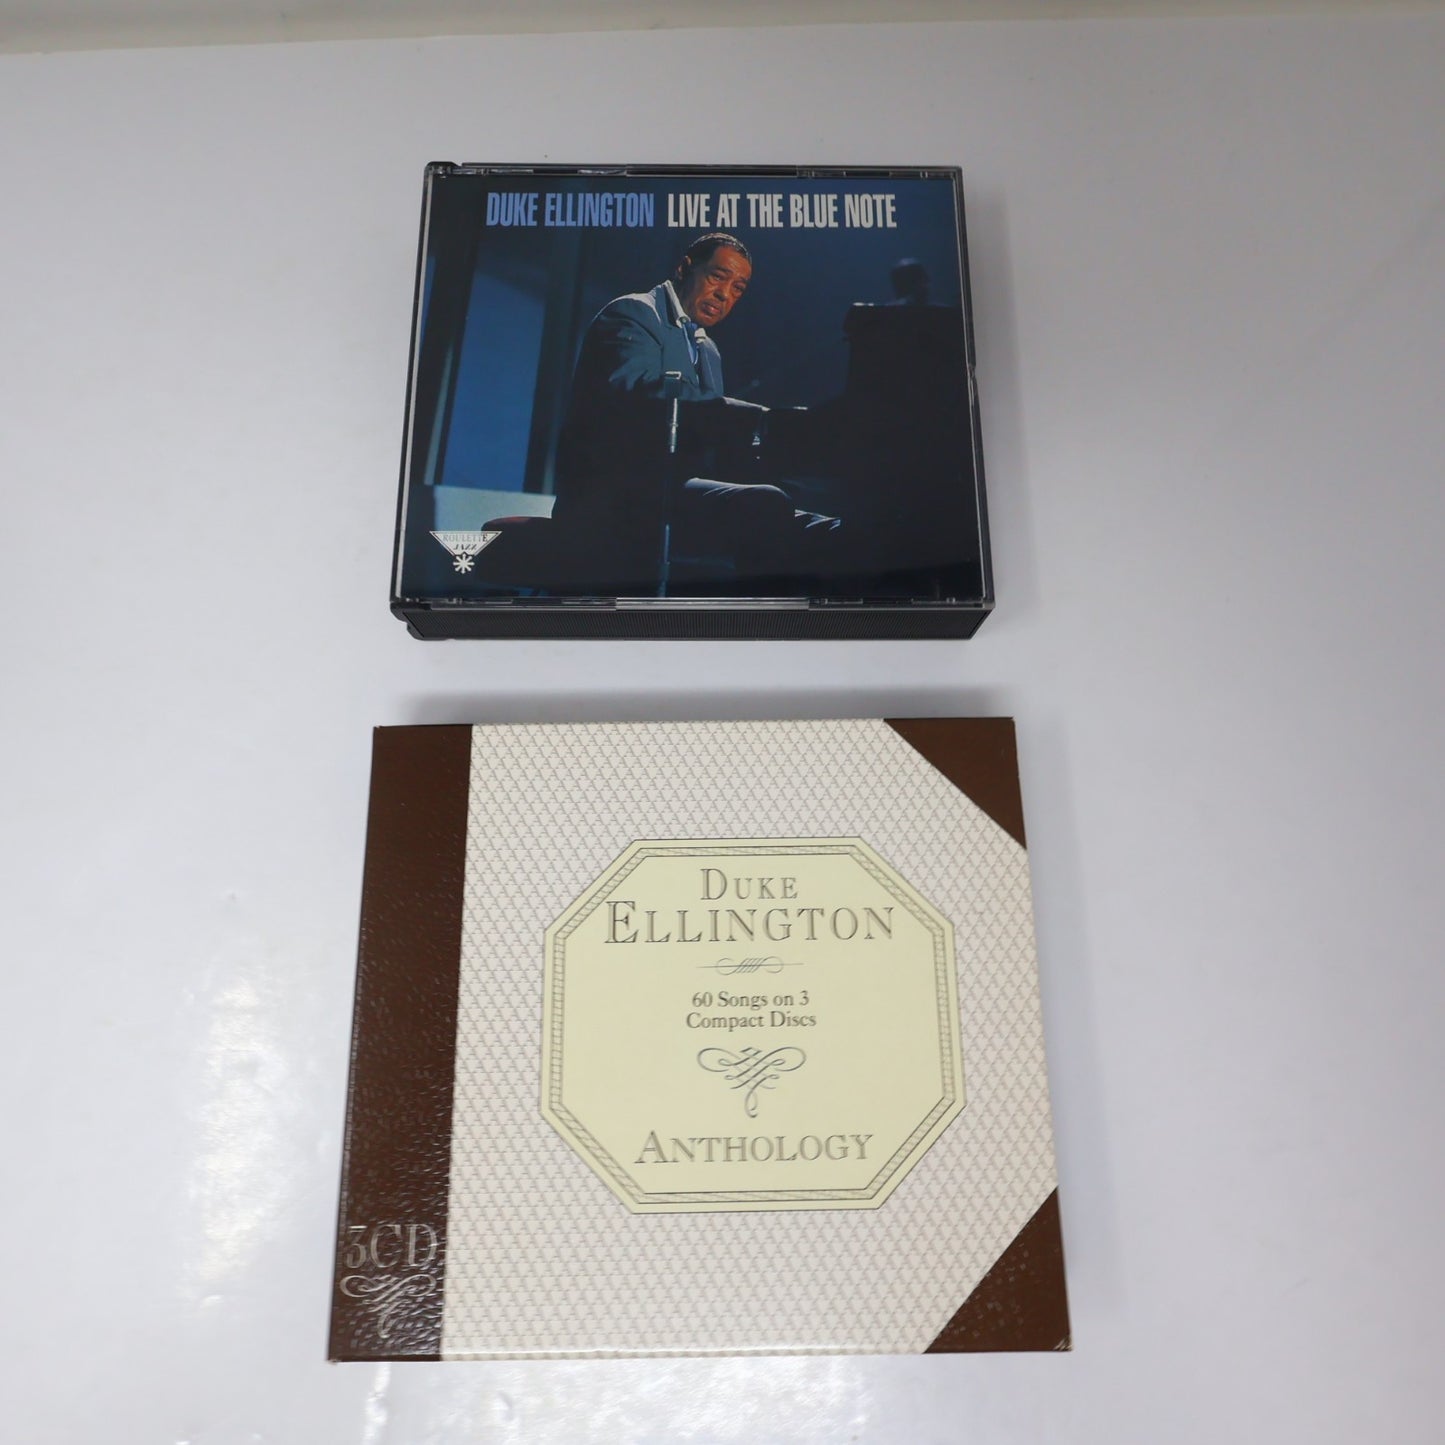 DUKE ELLINGTON LIVE AT THE BLUE NOTE
ROULETTE
JAZZ
DUKE
ELLINGTON
60 Songs on 3
Compact Discs
ANTHOLOGY
3CD